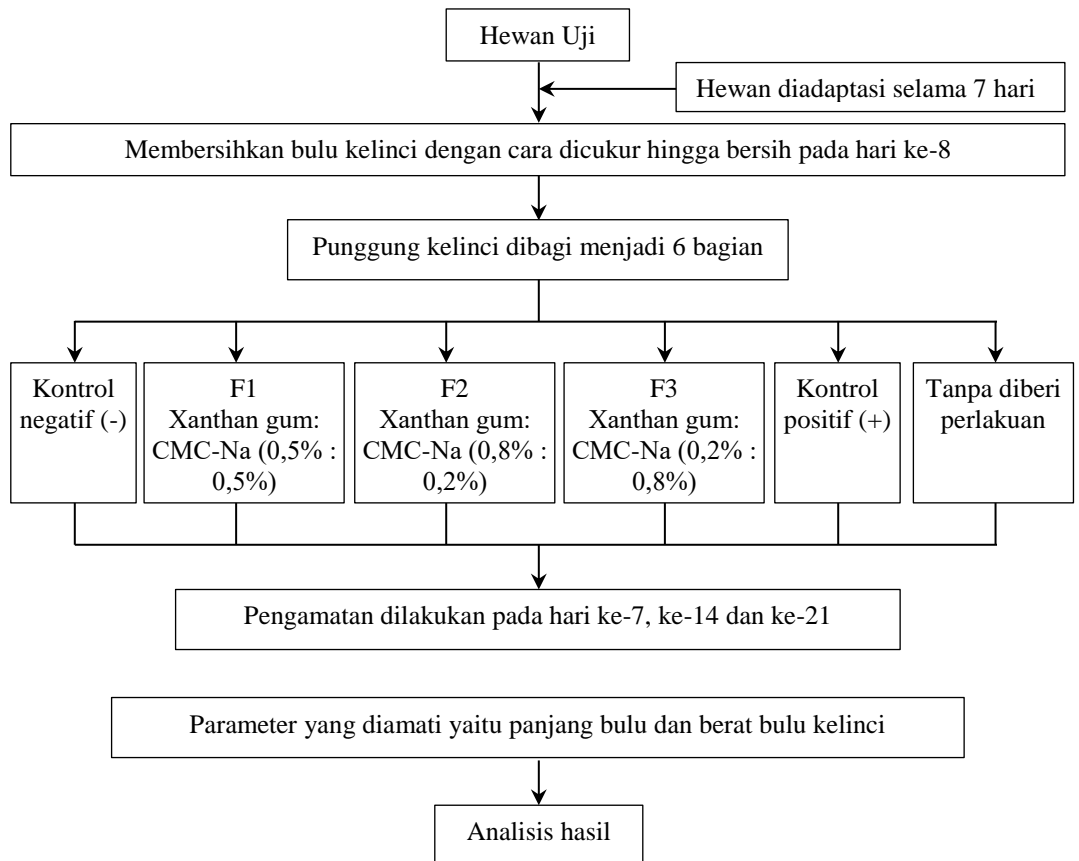 Hewan Uji
Hewan diadaptasi selama 7 hari
Membersihkan bulu kelinci dengan cara dicukur hingga bersih pada hari ke-8
Punggung kelinci dibagi menjadi 6 bagian
Kontrol
negatif (-)
F1
Xanthan gum:
CMC-Na (0,5% :
0,5%)
F2
Xanthan gum:
CMC-Na (0,8% :
0,2%)
F3
Xanthan gum:
CMC-Na (0,2% :
0,8%)
Kontrol
positif (+)
Tanpa diberi
perlakuan
Pengamatan dilakukan pada hari ke-7, ke-14 dan ke-21
Parameter yang diamati yaitu panjang bulu dan berat bulu kelinci
Analisis hasil